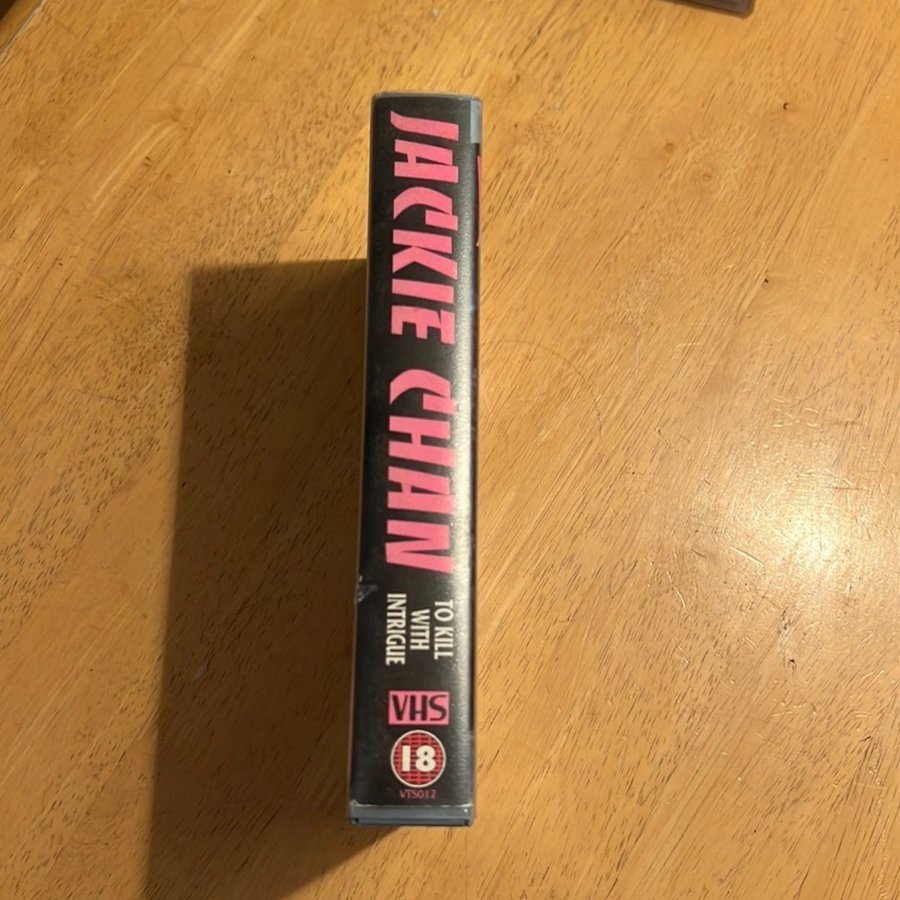 JACKIE CHAN
TO KILL
WITH
INTRIGUE
VHS
18
VTS012